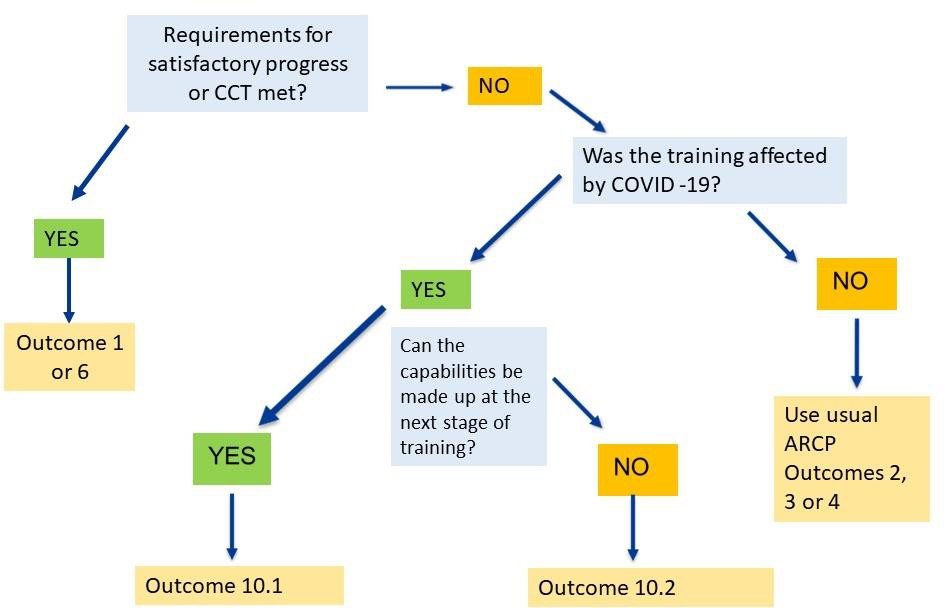 Requirements for
satisfactory progress
or CCT met?
NO
Was the training affected
by COVID -19?
YES
YES
NO
Outcome 1
or 6
Can the
capabilities be
made up at the
next stage of
training?
Use usual
ARCP
Outcomes 2,
3 or 4
YES
NO
Outcome 10.1
Outcome 10.2